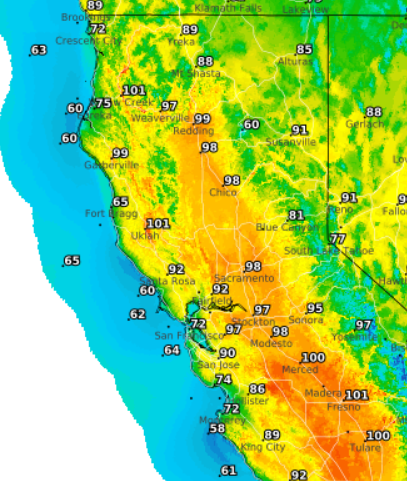 89
Klamath Falls
Lakeview
Brookings
72
Crescent City
89
Yreka
63
85
Alturas
88
Mt Shasta
101
75
97
60
Weaverville
99
Redding
60
88
Gerlach
91
Susanville
60
98
99
Garberville
98
Chico
65
Fort Bragg
91
Reno
81
Blue Canyon
101
Ukiah
77
South Lake Tahoe
65
92
Santa Rosa
98
Sacramento
60
92
Fairfield
62
72
San Francisco
97
Stockton
95
Sonora
97
98
Modesto
97
Yosemite
64
90
San Jose
100
Merced
74
86
Madera
101
Fresno
72
Monterey
58
89
King City
100
Tulare
61
92